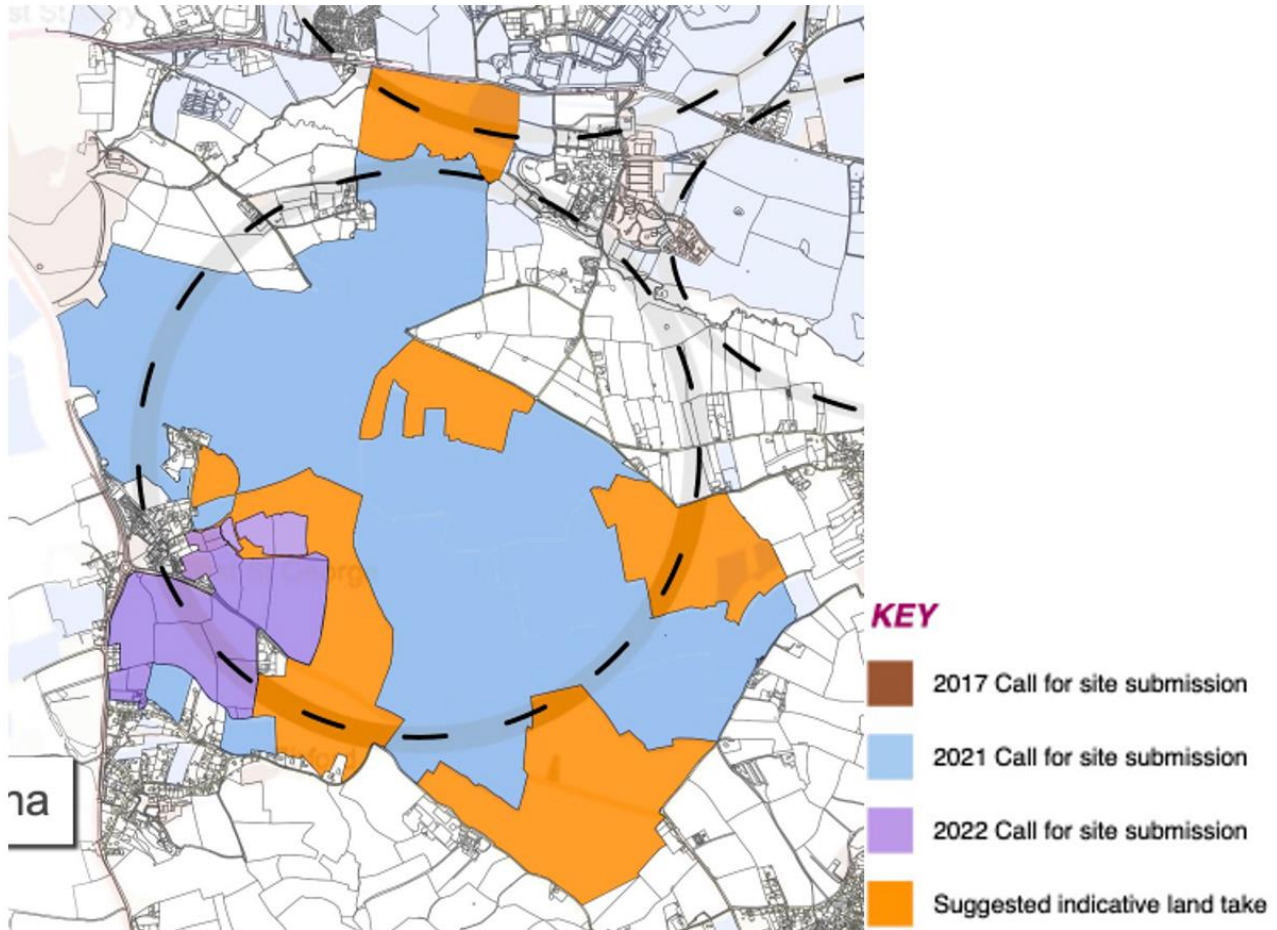 na
KEY
2017 Call for site submission
2021 Call for site submission
2022 Call for site submission
Suggested indicative land take